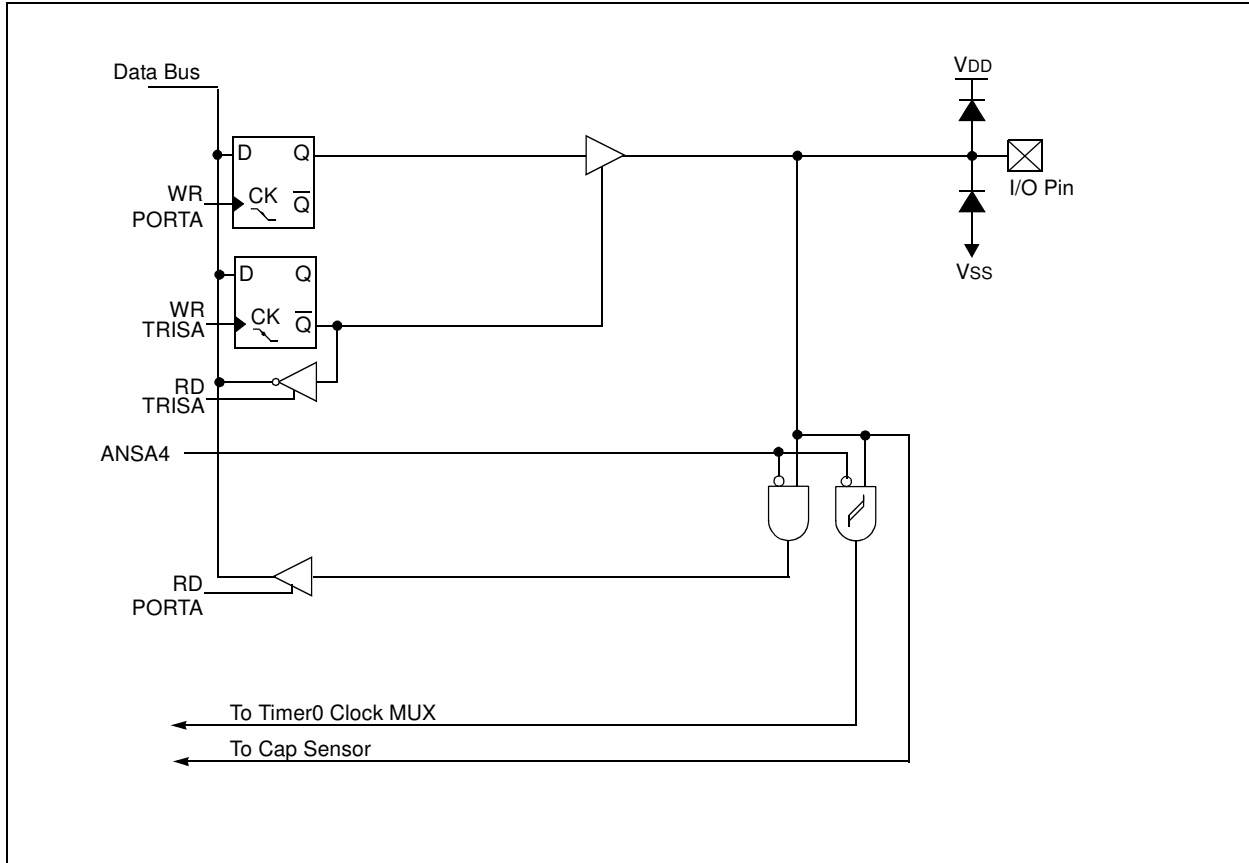 Data Bus
VDD
D Q
WR
PORTA
CK Q
I/O Pin
D Q
VSS
WR
TRISA
CK Q
RD
TRISA
ANSA4
RD
PORTA
To Timer0 Clock MUX
To Cap Sensor